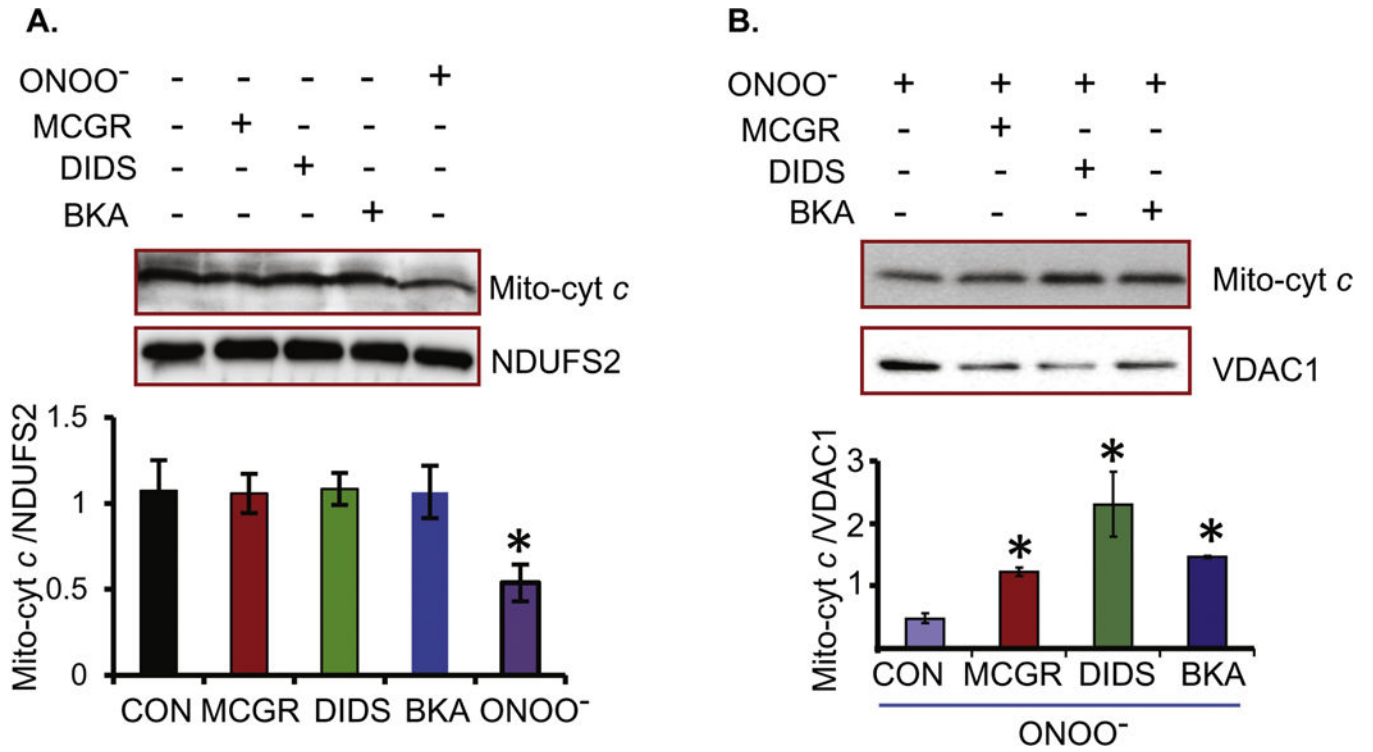 A.
ONOO⁻ - - - - +
MCGR - + - - -
DIDS - - + - -
BKA - - - + -
Mito-cyt c
NDUFS2
Mito-cyt c /NDUFS2
1.5
1
0.5
0
*
CON MCGR DIDS BKA ONOO⁻
B.
ONOO⁻ + + + +
MCGR - + - -
DIDS - - + -
BKA - - - +
Mito-cyt c
VDAC1
Mito-cyt c /VDAC1
3
2
1
* * *
CON MCGR DIDS BKA
ONOO⁻